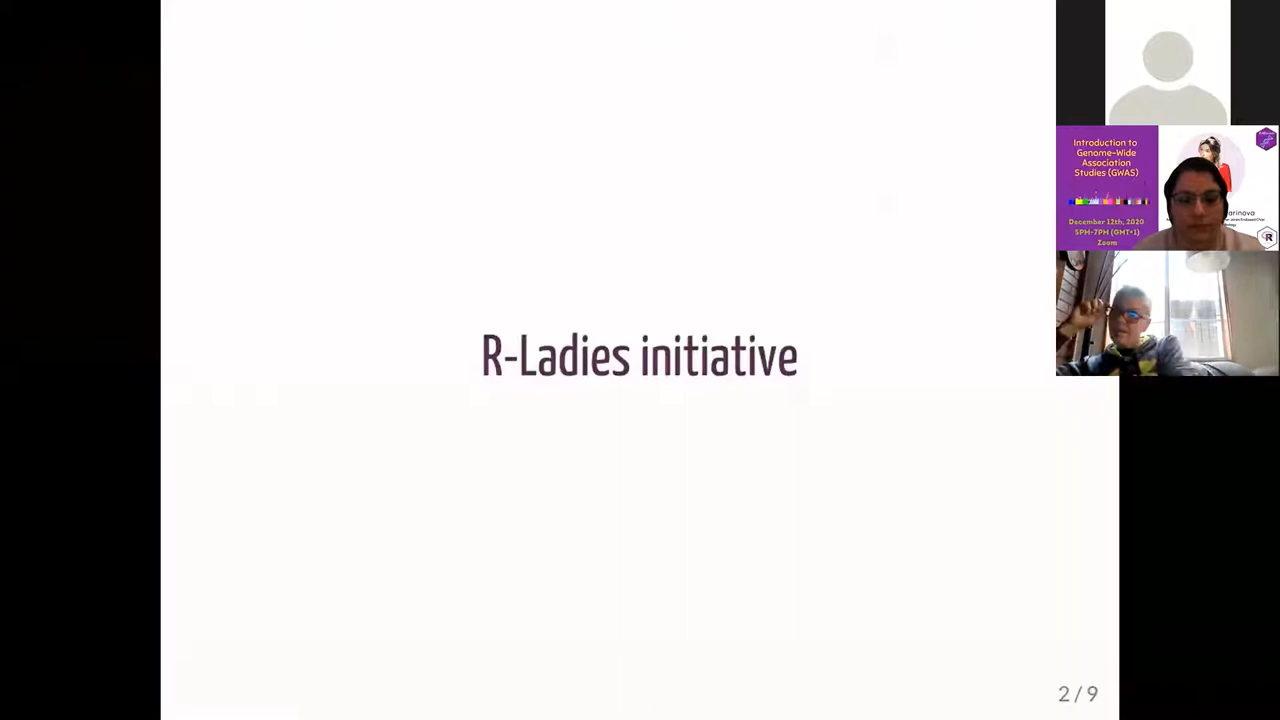 R-Ladies initiative
2 / 9
Introduction to
Genome-Wide
Association
Studies (GWAS)
December 12th, 2020
5PM-7PM (GMT+1)
Zoom
arinova
R